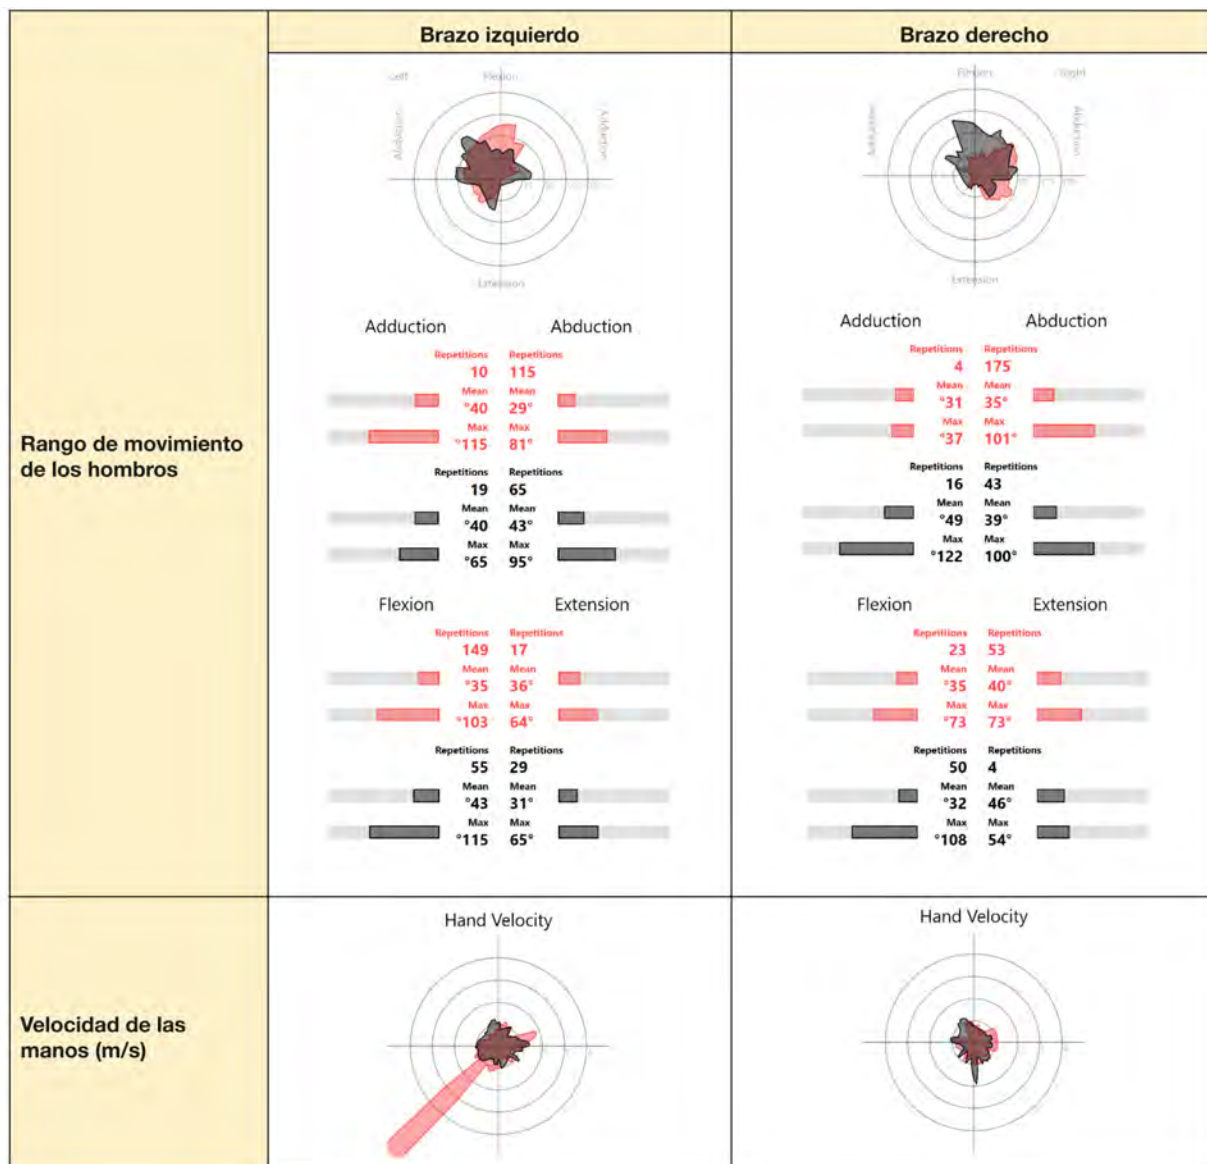 Brazo izquierdo
Brazo derecho
Rango de movimiento
de los hombros
Left
Flexion
Abduction
Adduction
Extension
Adduction Abduction
Repetitions Repetitions
10 115
Mean Mean
°40 29°
Max Max
°115 81°
Repetitions Repetitions
19 65
Mean Mean
°40 43°
Max Max
°65 95°
Flexion Extension
Repetitions Repetitions
149 17
Mean Mean
°35 36°
Max Max
°103 64°
Repetitions Repetitions
55 29
Mean Mean
°43 31°
Max Max
°115 65°
Flexion
Right
Adduction
Abduction
Extension
Adduction Abduction
Repetitions Repetitions
4 175
Mean Mean
°31 35°
Max Max
°37 101°
Repetitions Repetitions
16 43
Mean Mean
°49 39°
Max Max
°122 100°
Flexion Extension
Repetitions Repetitions
23 53
Mean Mean
°35 40°
Max Max
°73 73°
Repetitions Repetitions
50 4
Mean Mean
°32 46°
Max Max
°108 54°
Velocidad de las
manos (m/s)
Hand Velocity
Hand Velocity